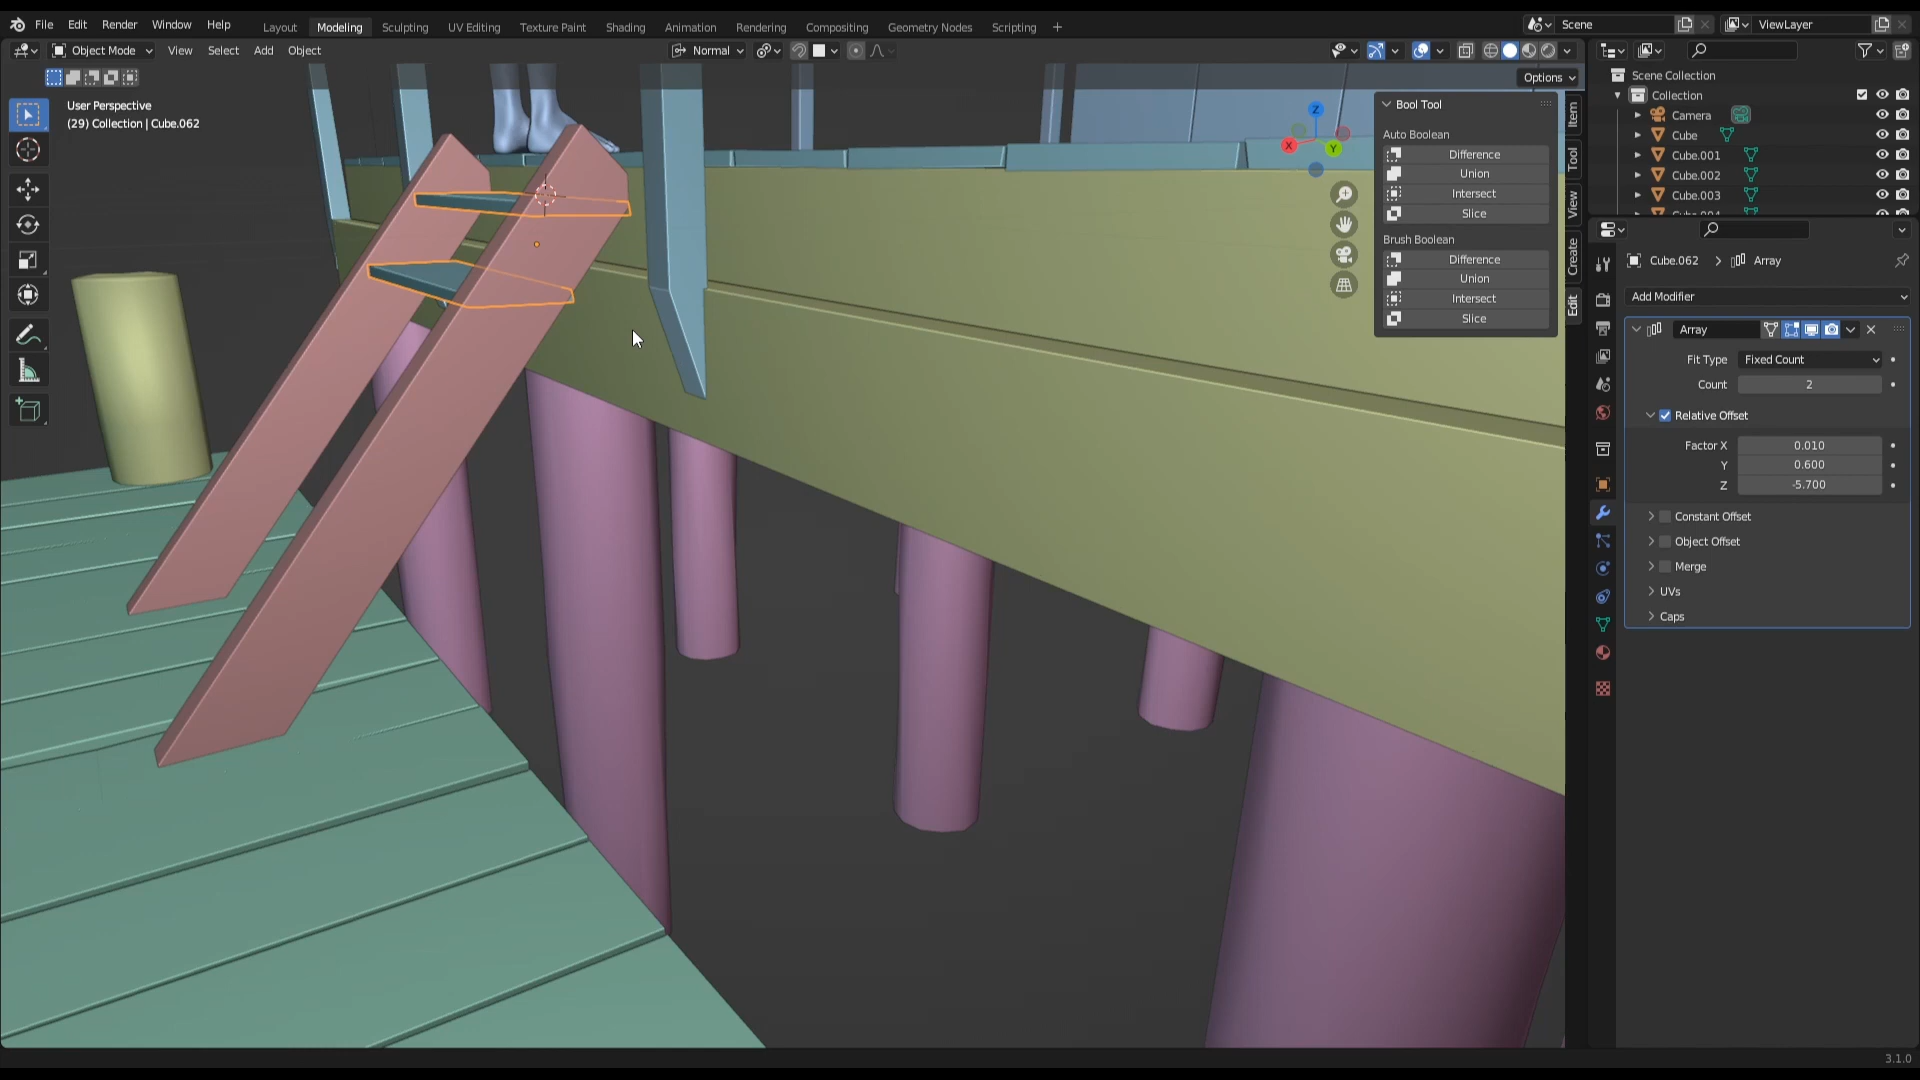 File Edit Render Window Help
Layout Modeling Sculpting UV Editing Texture Paint Shading Animation Rendering Compositing Geometry Nodes Scripting +
Scene ViewLayer
Object Mode View Select Add Object
Normal
Options
User Perspective
(29) Collection | Cube.062
Z
X
Y
Bool Tool
Auto Boolean
Difference
Union
Intersect
Slice
Brush Boolean
Difference
Union
Intersect
Slice
Item
Tool
View
Create
Edit
Scene Collection
Collection
Camera
Cube
Cube.001
Cube.002
Cube.003
Cube.004
Cube.062 > Array
Add Modifier
Array
Fit Type Fixed Count
Count 2
Relative Offset
Factor X 0.010
Y 0.600
Z -5.700
Constant Offset
Object Offset
Merge
UVs
Caps
3.1.0